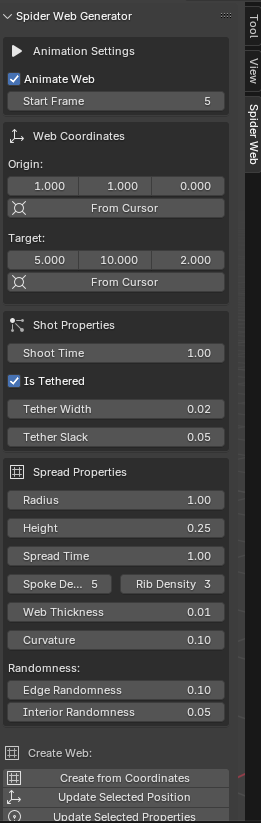 Spider Web Generator
Animation Settings
Animate Web
Start Frame 5
Web Coordinates
Origin:
1.000 1.000 0.000
From Cursor
Target:
5.000 10.000 2.000
From Cursor
Shot Properties
Shoot Time 1.00
Is Tethered
Tether Width 0.02
Tether Slack 0.05
Spread Properties
Radius 1.00
Height 0.25
Spread Time 1.00
Spoke De... 5 Rib Density 3
Web Thickness 0.01
Curvature 0.10
Randomness:
Edge Randomness 0.10
Interior Randomness 0.05
Create Web:
Create from Coordinates
Update Selected Position
Update Selected Properties
Tool
View
Spider Web